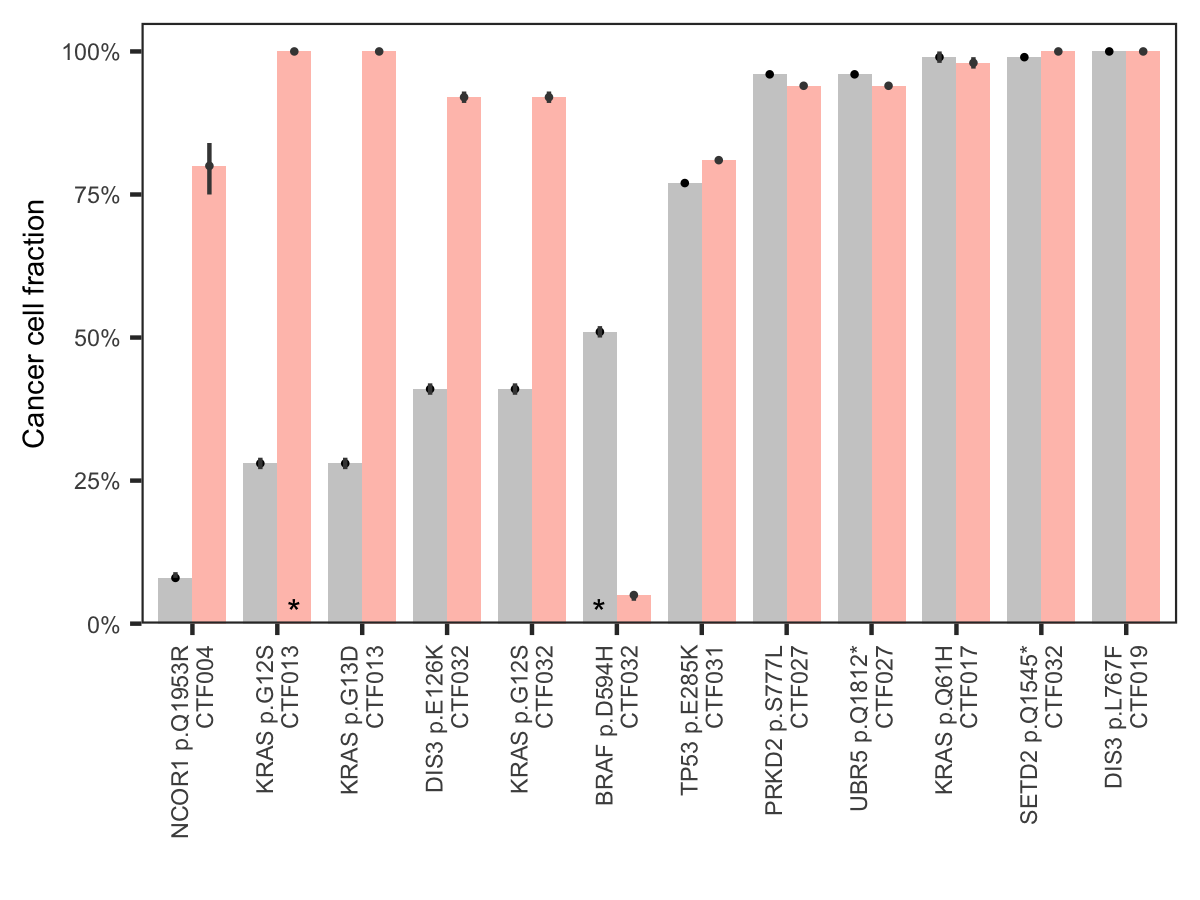 Cancer cell fraction
100%
75%
50%
25%
0%
*
*
NCOR1 p.Q1953R
CTF004
KRAS p.G12S
CTF013
KRAS p.G13D
CTF013
DIS3 p.E126K
CTF032
KRAS p.G12S
CTF032
BRAF p.D594H
CTF032
TP53 p.E285K
CTF031
PRKD2 p.S777L
CTF027
UBR5 p.Q1812*
CTF027
KRAS p.Q61H
CTF017
SETD2 p.Q1545*
CTF032
DIS3 p.L767F
CTF019